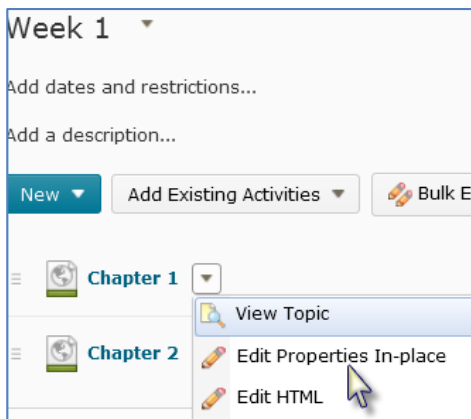 Week 1
Add dates and restrictions...
Add a description...
New Add Existing Activities Bulk E
Chapter 1
View Topic
Chapter 2 Edit Properties In-place
Edit HTML